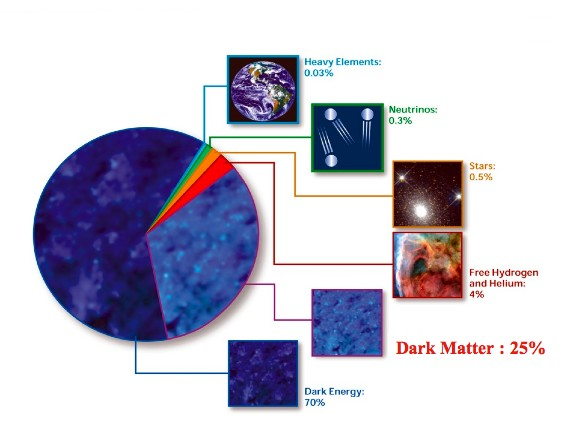 Heavy Elements:
0.03%
Neutrinos:
0.3%
Stars:
0.5%
Free Hydrogen
and Helium:
4%
Dark Matter : 25%
Dark Energy:
70%